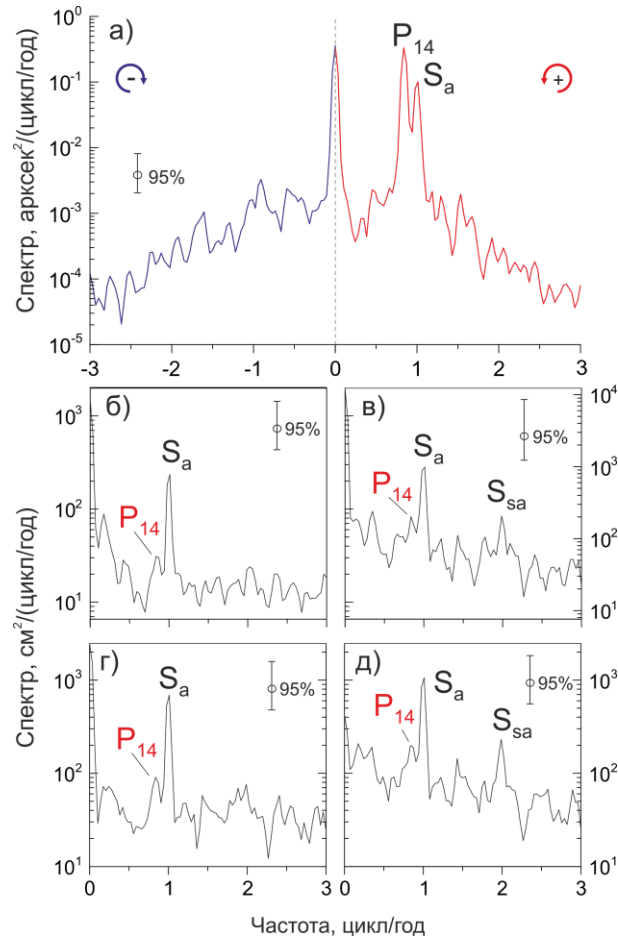 а)
Спектр, арксек²/(цикл/год)
10⁰
10⁻¹
10⁻²
10⁻³
10⁻⁴
10⁻⁵
-
+
P₁₄
Sₐ
95%
-3 -2 -1 0 1 2 3
Спектр, см²/(цикл/год)
б)
10³
10²
10¹
Sₐ
P₁₄
95%
в)
10⁴
10³
10²
10¹
Sₐ
P₁₄
Sₛₐ
95%
г)
10³
10²
10¹
Sₐ
P₁₄
95%
0 1 2 3
д)
10³
10²
10¹
Sₐ
P₁₄
Sₛₐ
95%
0 1 2 3
Частота, цикл/год